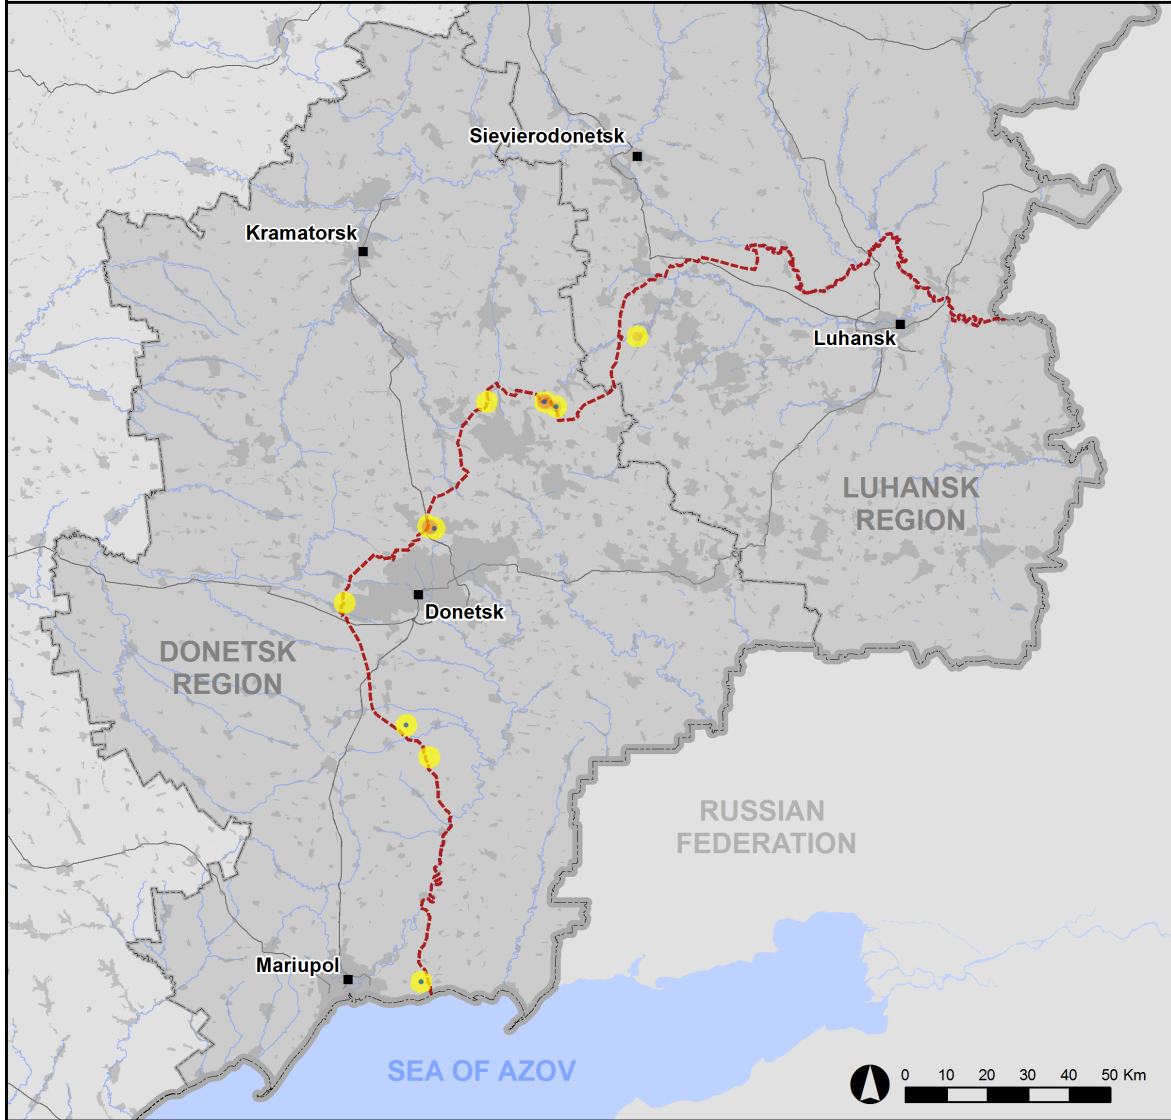 Sievierodonetsk
Kramatorsk
Luhansk
LUHANSK
REGION
Donetsk
DONETSK
REGION
RUSSIAN
FEDERATION
Mariupol
SEA OF AZOV
0 10 20 30 40 50 Km